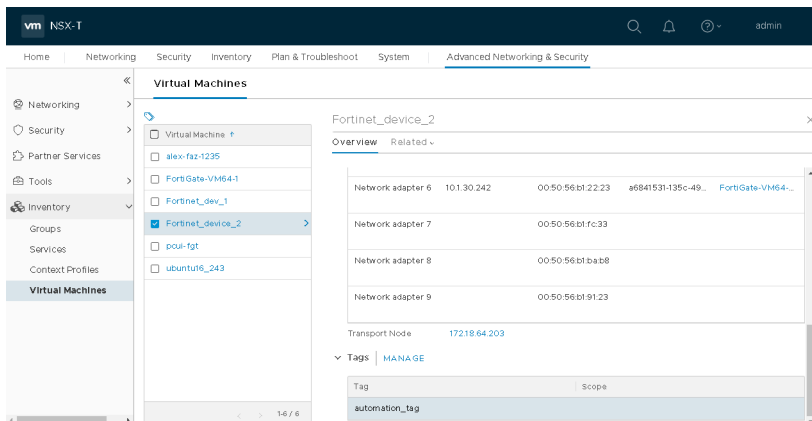 vm NSX-T
admin
Home Networking Security Inventory Plan & Troubleshoot System Advanced Networking & Security
Networking
Security
Partner Services
Tools
Inventory
Groups
Services
Context Profiles
Virtual Machines
Virtual Machines
Virtual Machine
alex-faz-1235
FortiGate-VM64-1
Fortinet_dev_1
Fortinet_device_2
pcui-fgt
ubuntu16_243
1-6 / 6
Fortinet_device_2
Overview Related
Network adapter 6 10.1.30.242 00:50:56:b1:22:23 a6841531-135c-49... FortiGate-VM64-...
Network adapter 7 00:50:56:b1:fc:33
Network adapter 8 00:50:56:b1:ba:b8
Network adapter 9 00:50:56:b1:91:23
Transport Node 172.18.64.203
Tags MANAGE
Tag Scope
automation_tag